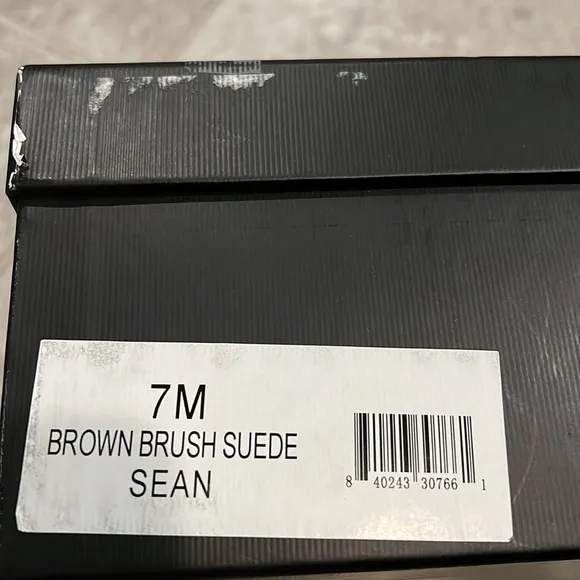 7M
BROWN BRUSH SUEDE
SEAN
8 40243 30766 1